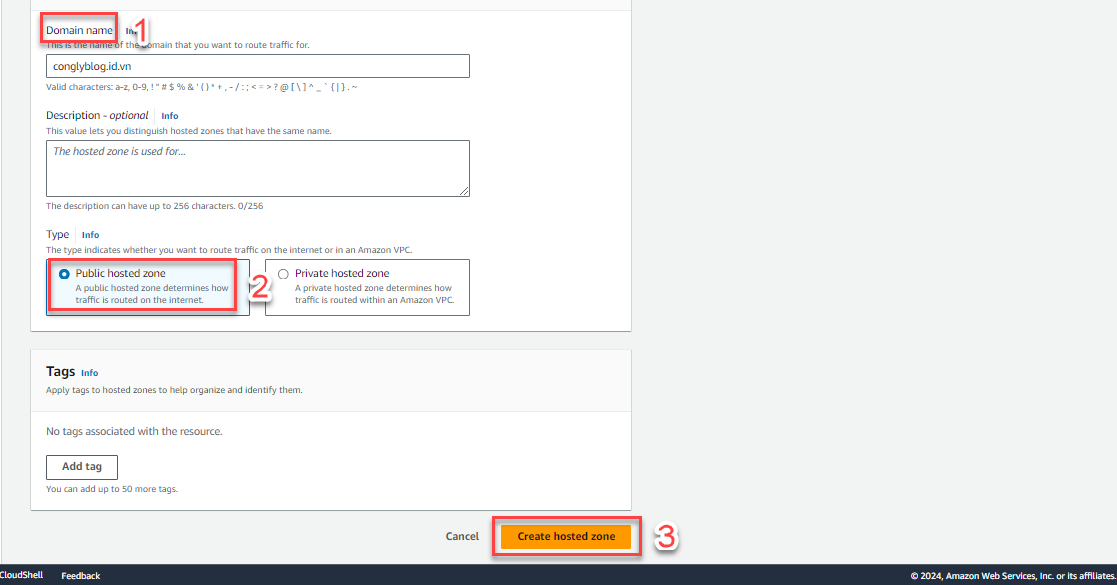 Domain name Info 1
This is the name of the domain that you want to route traffic for.
conglyblog.id.vn
Valid characters: a-z, 0-9, ! " # $ % & ' ( ) * + , - / : ; < = > ? @ [ \ ] ^ _ ` { | } . ~
Description - optional Info
This value lets you distinguish hosted zones that have the same name.
The hosted zone is used for...
The description can have up to 256 characters. 0/256
Type Info
The type indicates whether you want to route traffic on the internet or in an Amazon VPC.
Public hosted zone
A public hosted zone determines how
traffic is routed on the internet.
2
Private hosted zone
A private hosted zone determines how
traffic is routed within an Amazon VPC.
Tags Info
Apply tags to hosted zones to help organize and identify them.
No tags associated with the resource.
Add tag
You can add up to 50 more tags.
Cancel Create hosted zone 3
CloudShell Feedback © 2024, Amazon Web Services, Inc. or its affiliates.